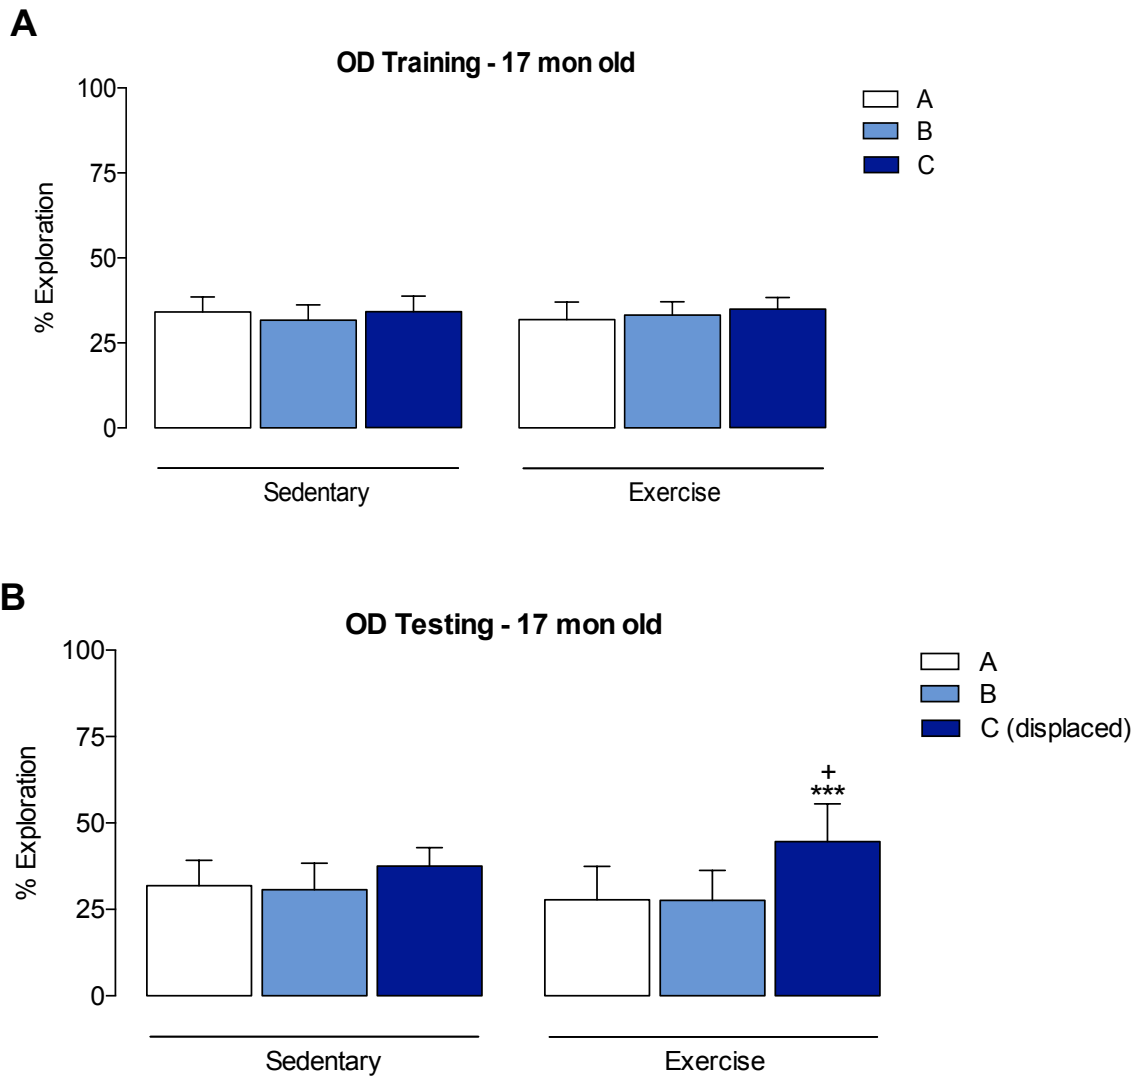 A
OD Training - 17 mon old
% Exploration
100
75
50
25
0
A
B
C
Sedentary
Exercise
B
OD Testing - 17 mon old
% Exploration
100
75
50
25
0
A
B
C (displaced)
+
***
Sedentary
Exercise